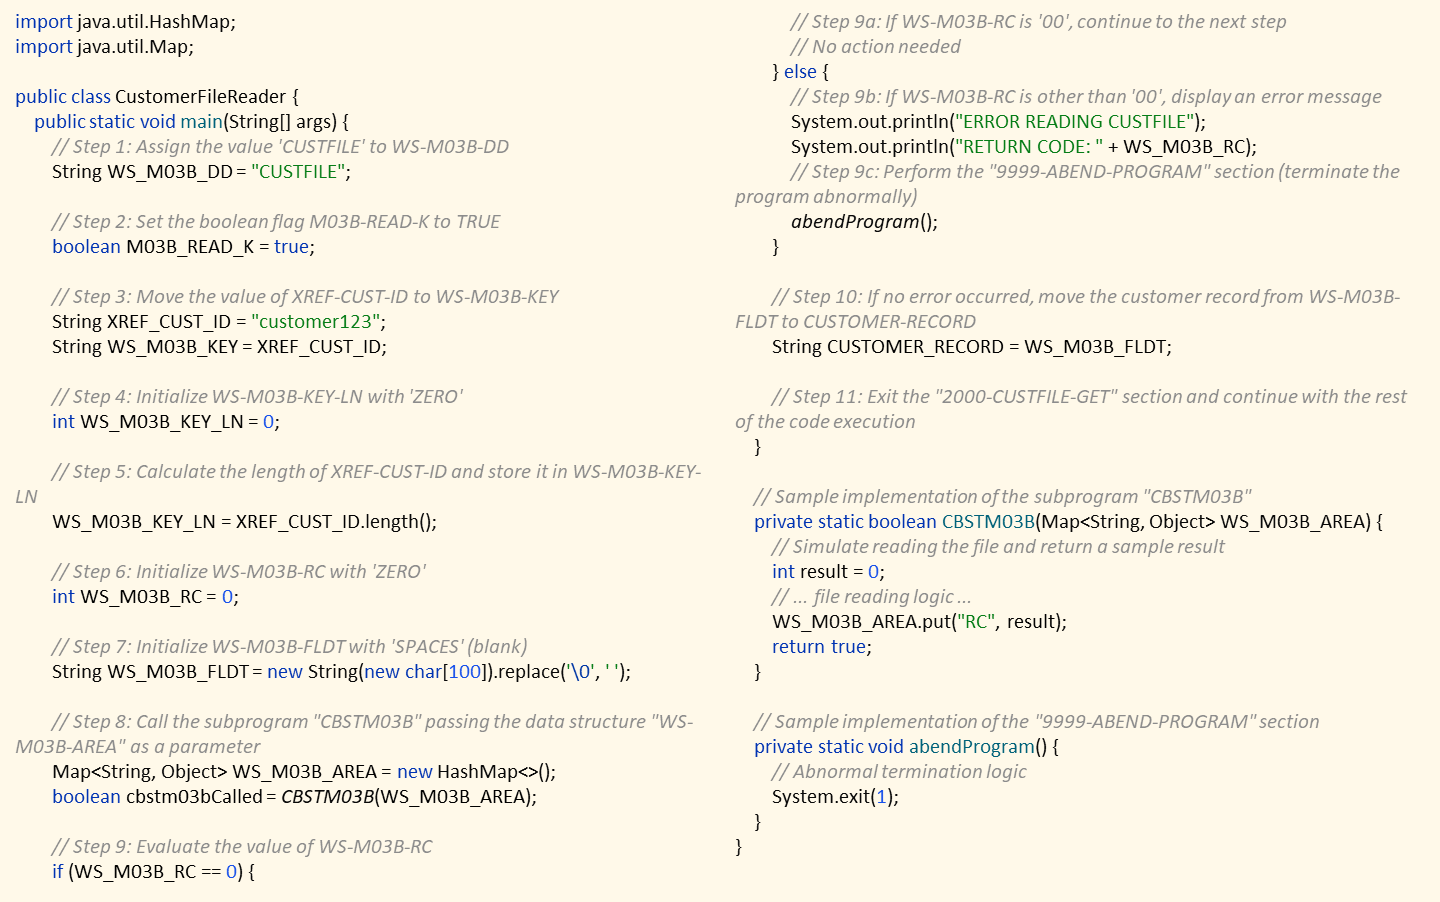 import java.util.HashMap;
import java.util.Map;

public class CustomerFileReader {
    public static void main(String[] args) {
        // Step 1: Assign the value 'CUSTFILE' to WS-M03B-DD
        String WS_M03B_DD = "CUSTFILE";

        // Step 2: Set the boolean flag M03B-READ-K to TRUE
        boolean M03B_READ_K = true;

        // Step 3: Move the value of XREF-CUST-ID to WS-M03B-KEY
        String XREF_CUST_ID = "customer123";
        String WS_M03B_KEY = XREF_CUST_ID;

        // Step 4: Initialize WS-M03B-KEY-LN with 'ZERO'
        int WS_M03B_KEY_LN = 0;

        // Step 5: Calculate the length of XREF-CUST-ID and store it in WS-M03B-KEY-
LN
        WS_M03B_KEY_LN = XREF_CUST_ID.length();

        // Step 6: Initialize WS-M03B-RC with 'ZERO'
        int WS_M03B_RC = 0;

        // Step 7: Initialize WS-M03B-FLDT with 'SPACES' (blank)
        String WS_M03B_FLDT = new String(new char[100]).replace('\0', ' ');

        // Step 8: Call the subprogram "CBSTM03B" passing the data structure "WS-
M03B-AREA" as a parameter
        Map<String, Object> WS_M03B_AREA = new HashMap<>();
        boolean cbstm03bCalled = CBSTM03B(WS_M03B_AREA);

        // Step 9: Evaluate the value of WS-M03B-RC
        if (WS_M03B_RC == 0) {
            // Step 9a: If WS-M03B-RC is '00', continue to the next step
            // No action needed
        } else {
            // Step 9b: If WS-M03B-RC is other than '00', display an error message
            System.out.println("ERROR READING CUSTFILE");
            System.out.println("RETURN CODE: " + WS_M03B_RC);
            // Step 9c: Perform the "9999-ABEND-PROGRAM" section (terminate the
program abnormally)
            abendProgram();
        }

        // Step 10: If no error occurred, move the customer record from WS-M03B-
FLDT to CUSTOMER-RECORD
        String CUSTOMER_RECORD = WS_M03B_FLDT;

        // Step 11: Exit the "2000-CUSTFILE-GET" section and continue with the rest
of the code execution
    }

    // Sample implementation of the subprogram "CBSTM03B"
    private static boolean CBSTM03B(Map<String, Object> WS_M03B_AREA) {
        // Simulate reading the file and return a sample result
        int result = 0;
        // ... file reading logic ...
        WS_M03B_AREA.put("RC", result);
        return true;
    }

    // Sample implementation of the "9999-ABEND-PROGRAM" section
    private static void abendProgram() {
        // Abnormal termination logic
        System.exit(1);
    }
}